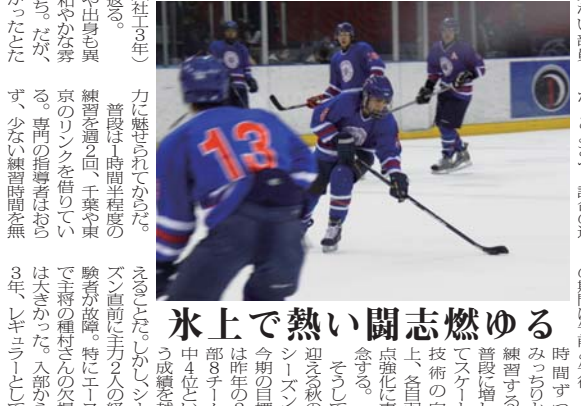 社工3年）
返る。
や出身も異
和やかな雰
ち。だが、
かったとた
力に魅せられてからだ。
普段は1時間半程度の
練習を週2回、千葉や東
京のリンクを借りてい
る。専門の指導者はおら
ず、少ない練習時間を無
13
氷上で熱い闘志燃ゆる
時間ず
みっちり
練習する
普段に増
てスケー
技術の向
上、各自
点強化に
念する。
そうして
迎える秋
シーズン
今期の目標
は昨年の
部8チー
中4位とい
う成績を越
えることだ。しかし、シー
ズン直前に主力2人の経
験者が故障。特にエース
で主将の種村さんの欠場
は大きかった。入部から
3年、レギュラーとして